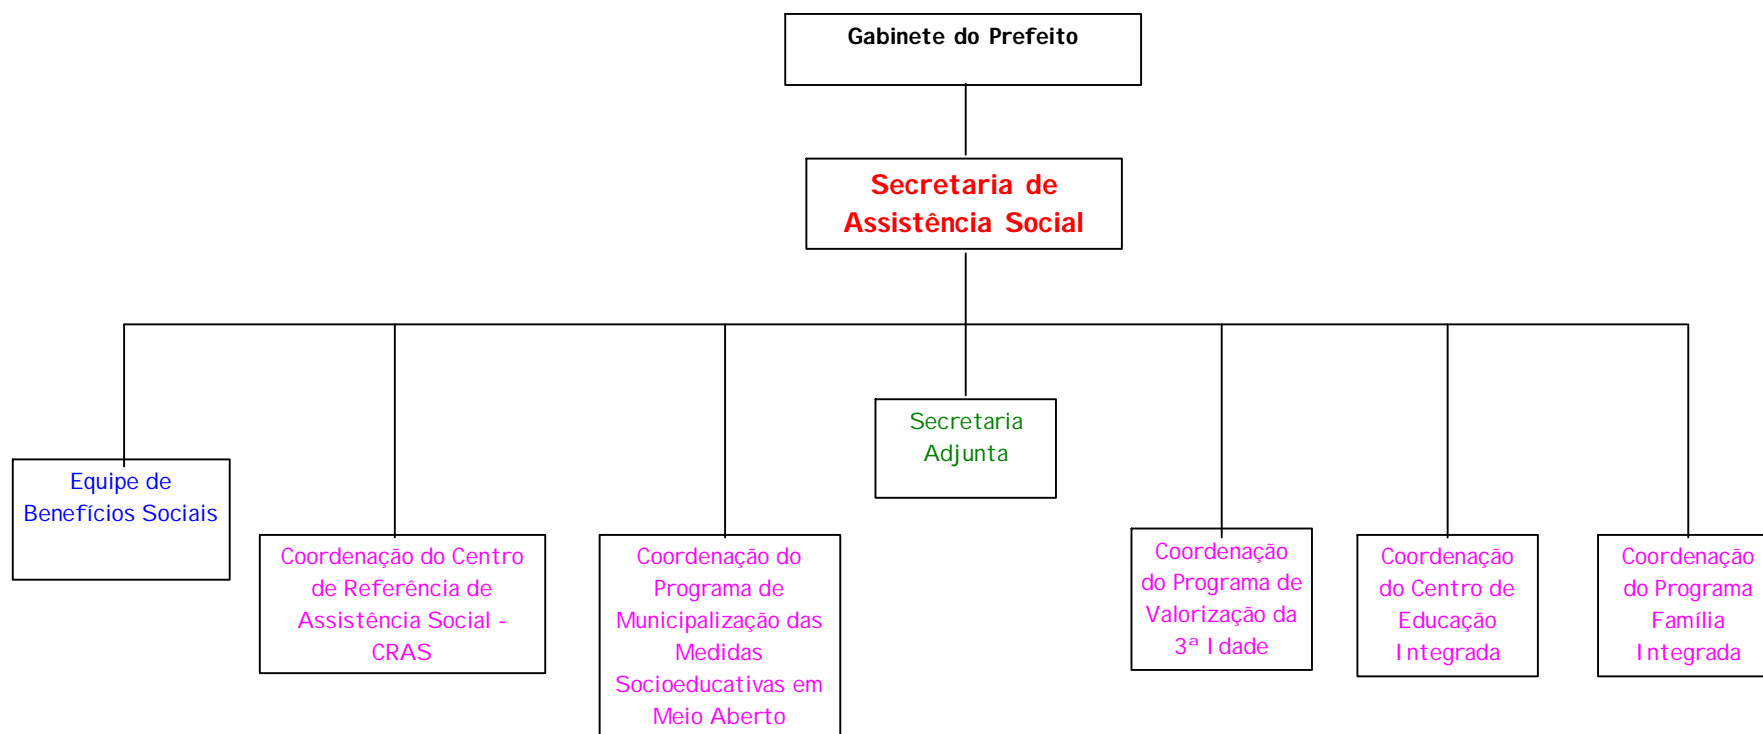 Gabinete do Prefeito
Secretaria de
Assistência Social
Secretaria
Adjunta
Equipe de
Benefícios Sociais
Coordenação do Centro
de Referência de
Assistência Social -
CRAS
Coordenação do
Programa de
Municipalização das
Medidas
Socioeducativas em
Meio Aberto
Coordenação
do Programa de
Valorização da
3ª Idade
Coordenação
do Centro de
Educação
Integrada
Coordenação
do Programa
Família
Integrada